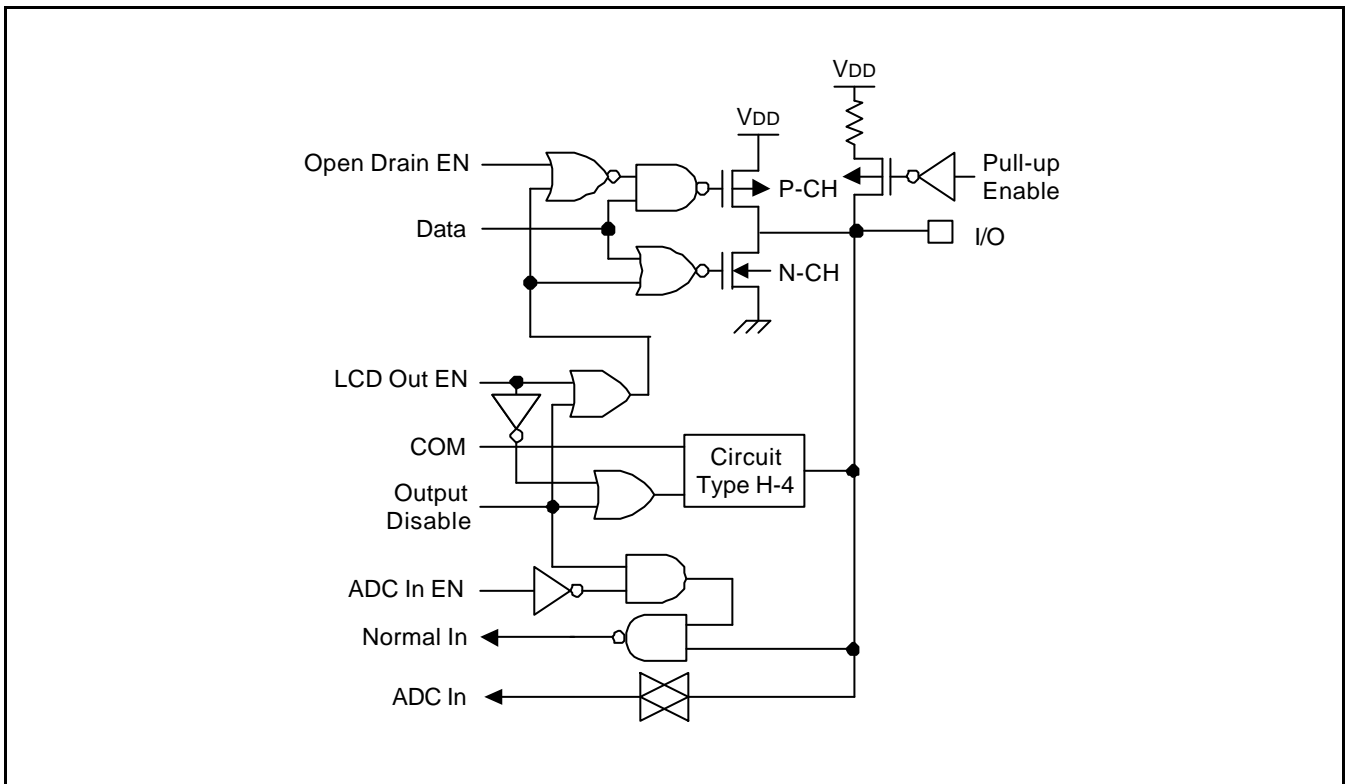 VDD
VDD
Open Drain EN
P-CH
Pull-up
Enable
Data
I/O
N-CH
LCD Out EN
COM
Circuit
Type H-4
Output
Disable
ADC In EN
Normal In
ADC In